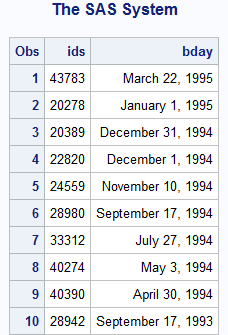 The SAS System
Obs ids bday
1 43783 March 22, 1995
2 20278 January 1, 1995
3 20389 December 31, 1994
4 22820 December 1, 1994
5 24559 November 10, 1994
6 28980 September 17, 1994
7 33312 July 27, 1994
8 40274 May 3, 1994
9 40390 April 30, 1994
10 28942 September 17, 1993